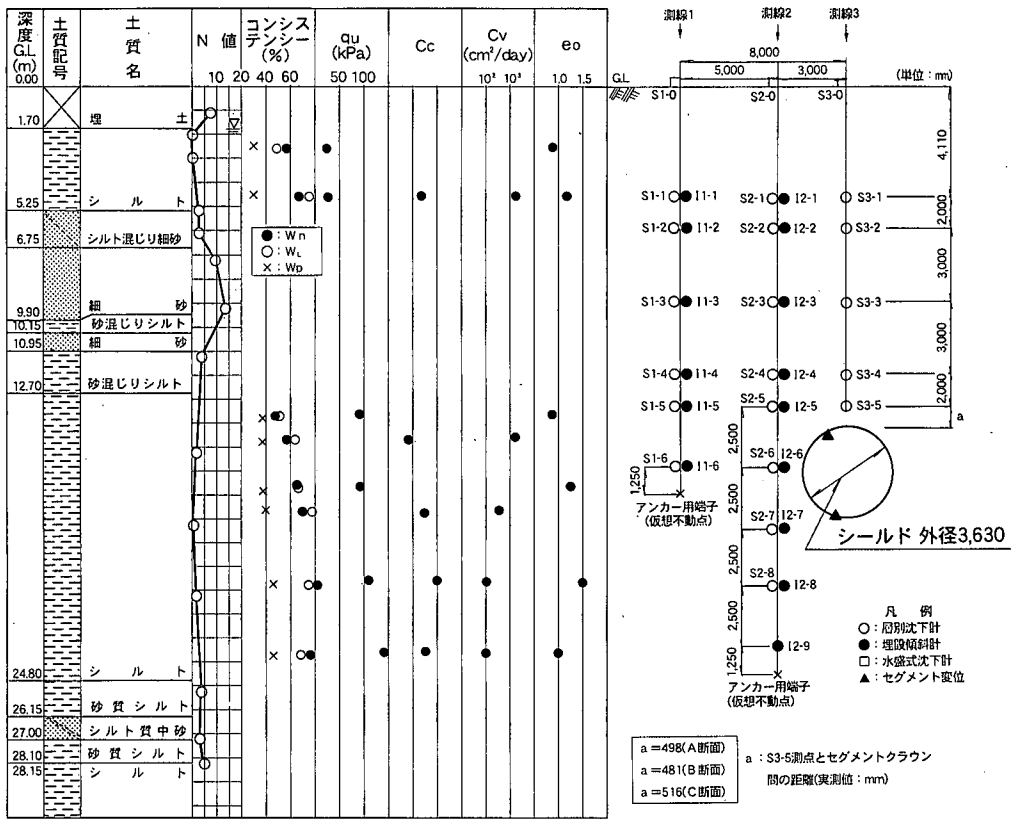 深度 G.L (m) 0.00
土質記号
土質名
N 値
10 20
コンシステンシー (%)
40 60 80
qu (kPa)
50 100
Cc
Cv (cm²/day)
10² 10³
eo
1.0 1.5
1.70 埋土
5.25 シルト
6.75 シルト混じり細砂
9.90 細砂
10.15 砂混じりシルト
10.95 細砂
12.70 砂混じりシルト
24.80 シルト
26.15 砂質シルト
27.00 シルト質中砂
28.10 砂質シルト
28.15 シルト
●:Wn
○:WL
×:Wp
測線1 測線2 測線3
8,000
5,000 3,000 (単位:mm)
G.L S1-0 S2-0 S3-0
4,110
S1-1 I1-1 S2-1 I2-1 S3-1
2,000
S1-2 I1-2 S2-2 I2-2 S3-2
3,000
S1-3 I1-3 S2-3 I2-3 S3-3
3,000
S1-4 I1-4 S2-4 I2-4 S3-4
2,000
S1-5 I1-5 S2-5 I2-5 S3-5
a
2,500
S1-6 I1-6 S2-6 I2-6
1,250
アンカー用端子
(仮想不動点)
2,500
S2-7 I2-7
シールド 外径3,630
2,500
S2-8 I2-8
2,500
I2-9
1,250
アンカー用端子
(仮想不動点)
凡例
○:層別沈下計
●:埋設傾斜計
□:水盛式沈下計
▲:セグメント変位
a=498(A断面)
a=481(B断面)
a=516(C断面)
a:S3-5測点とセグメントクラウン
間の距離(実測値:mm)